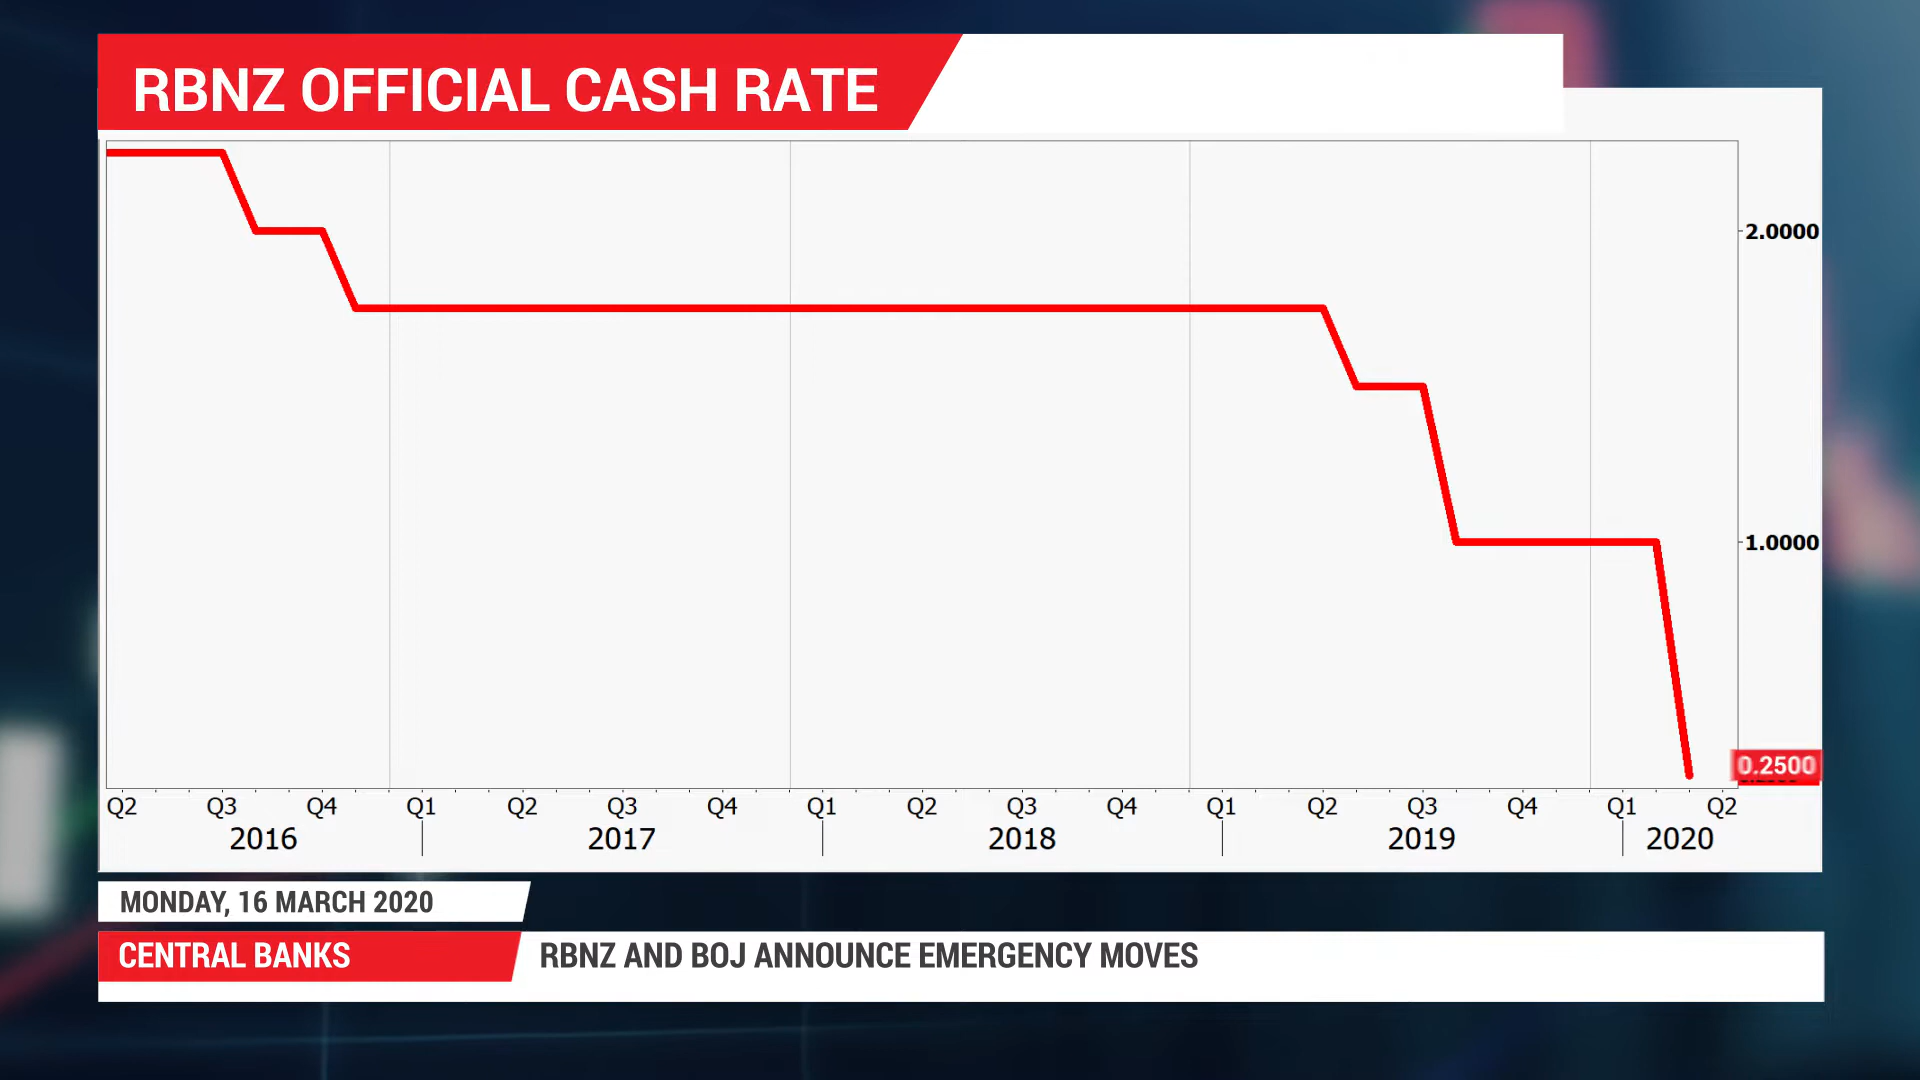 RBNZ OFFICIAL CASH RATE
2.0000
1.0000
0.2500
Q2 Q3 Q4 Q1 Q2 Q3 Q4 Q1 Q2 Q3 Q4 Q1 Q2 Q3 Q4 Q1 Q2
2016 2017 2018 2019 2020
MONDAY, 16 MARCH 2020
CENTRAL BANKS
RBNZ AND BOJ ANNOUNCE EMERGENCY MOVES